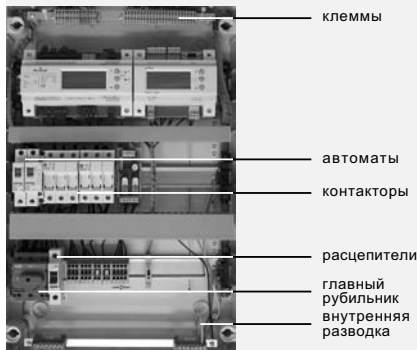 клеммы
автоматы
контакторы
расцепители
главный
рубильник
внутренняя
разводка